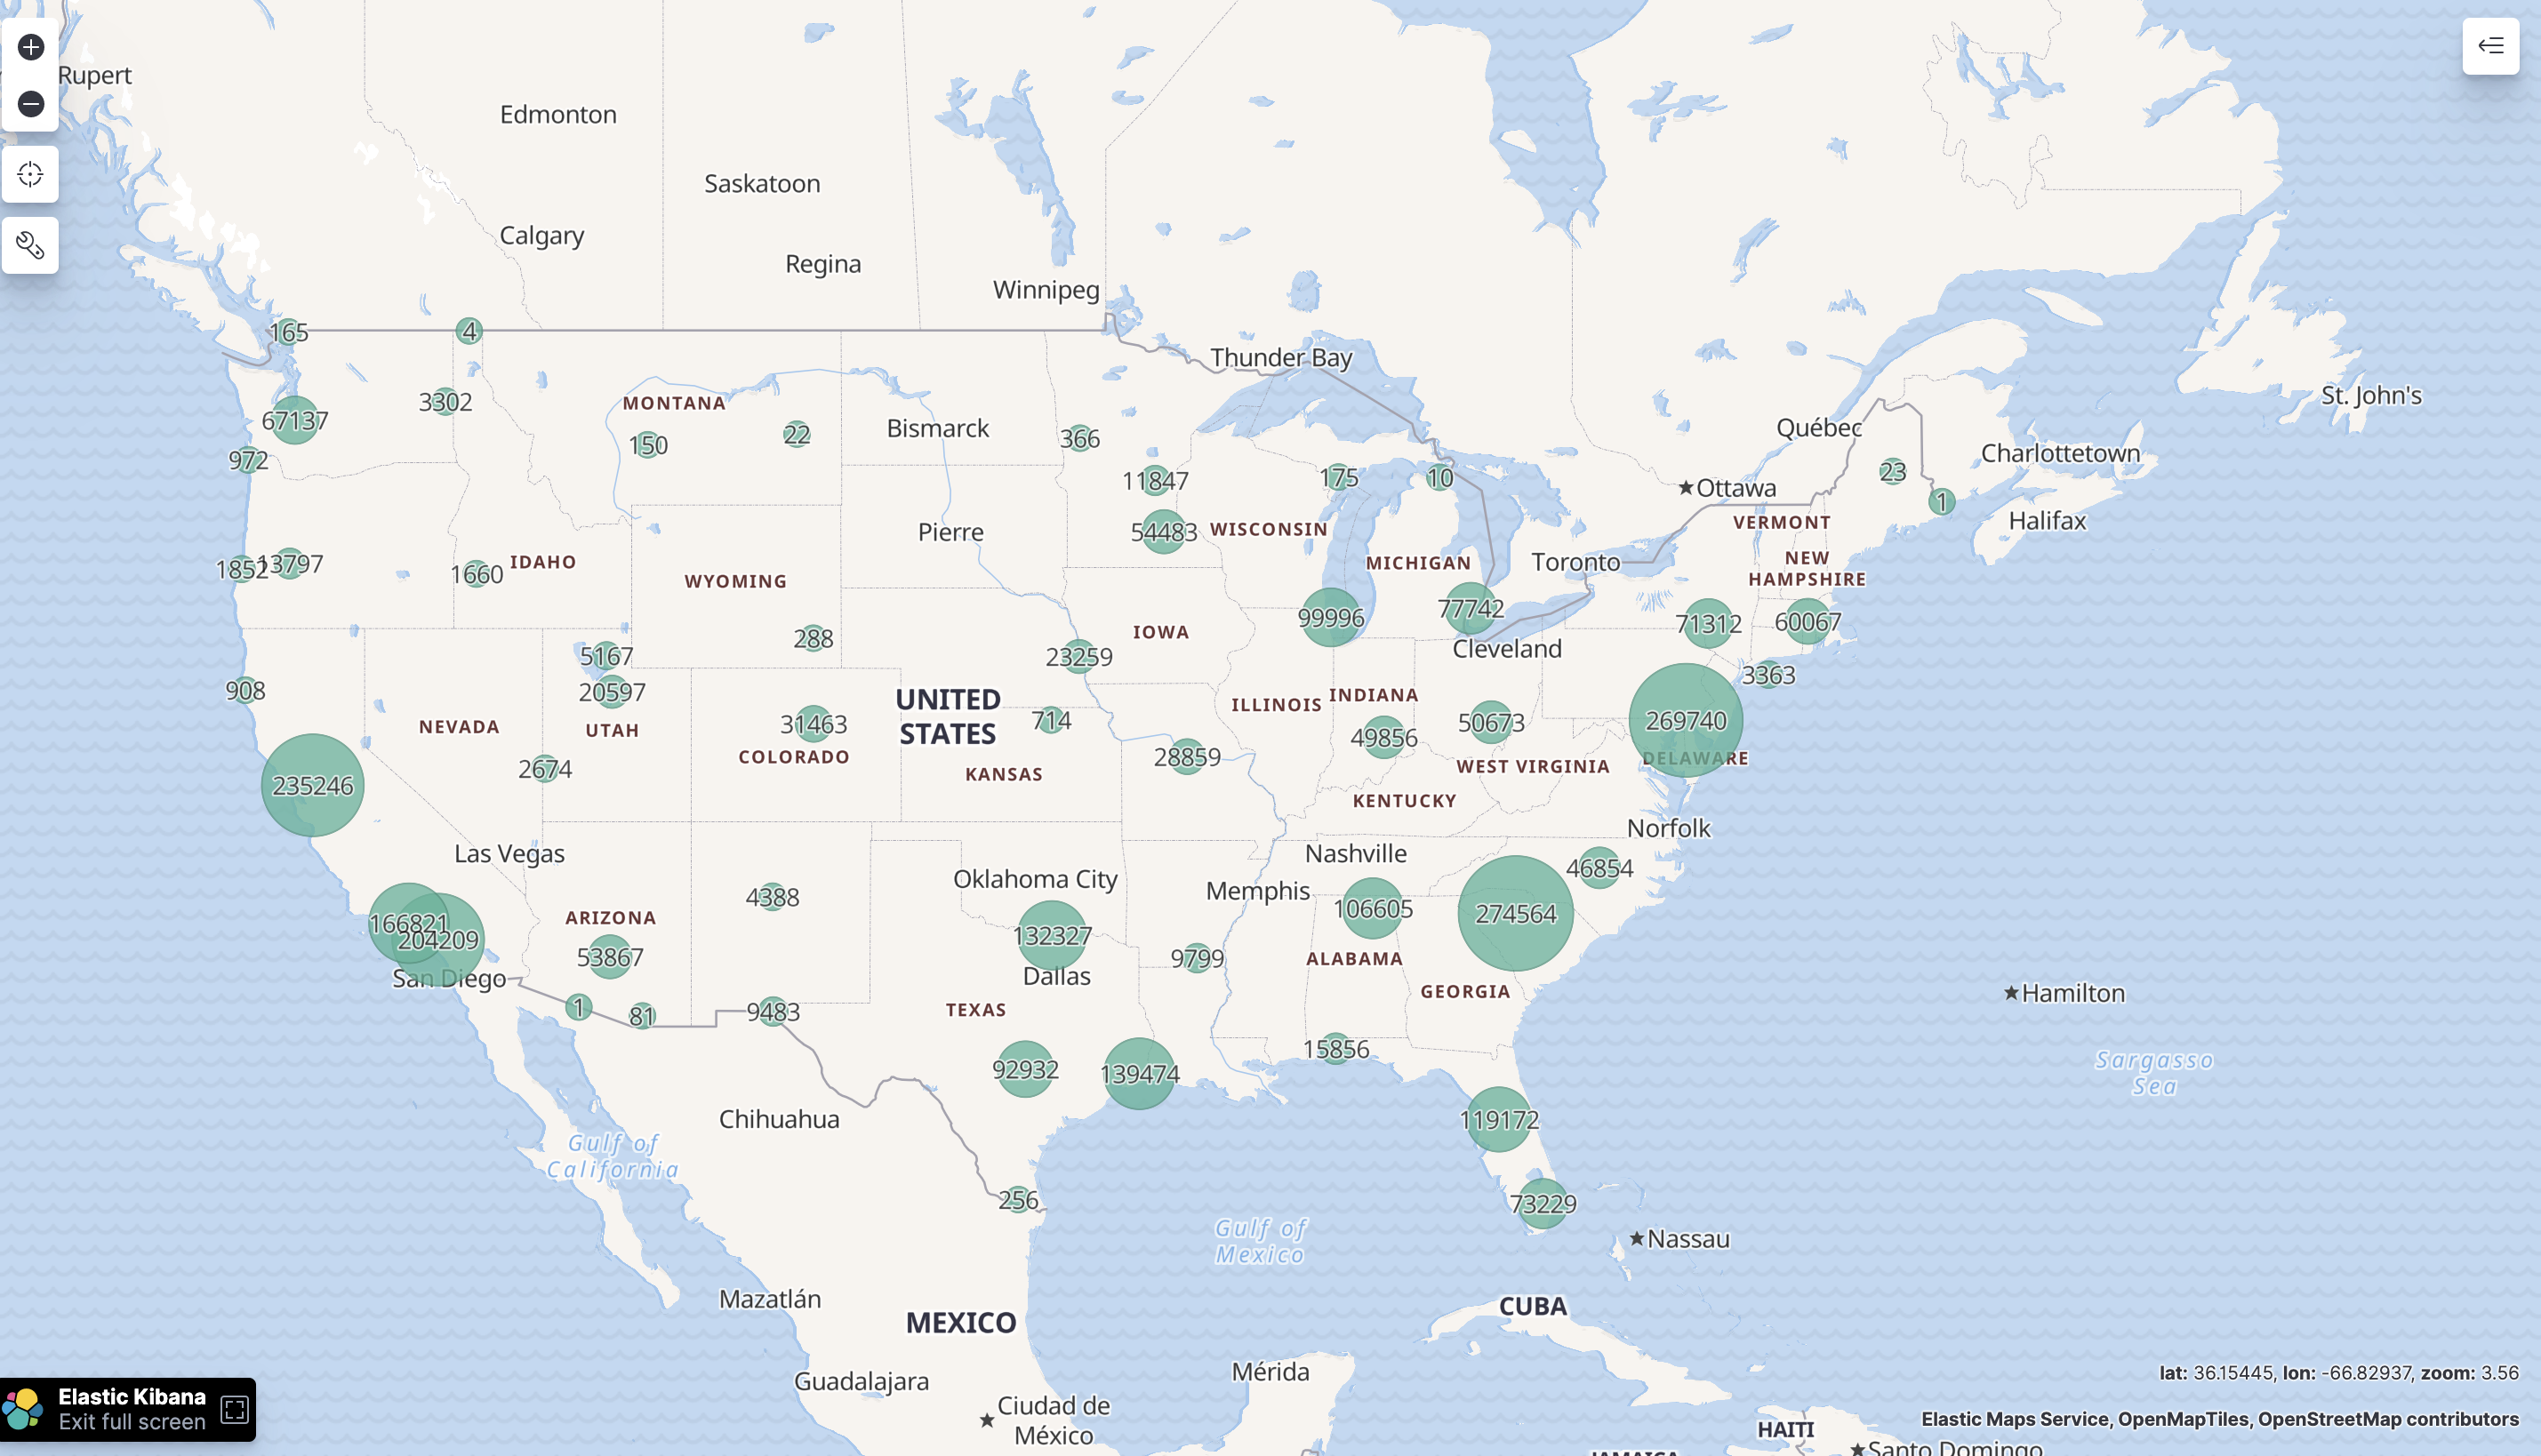 Rupert
Edmonton
Saskatoon
Calgary
Regina
Winnipeg
165
4
Thunder Bay
St. John's
3302
MONTANA
67137
150
22
Bismarck
366
Québec
Charlottetown
972
11847
175
10
23
1
★Ottawa
Halifax
VERMONT
Pierre
54483
WISCONSIN
1852
13797
1660
IDAHO
WYOMING
MICHIGAN
Toronto
NEW
HAMPSHIRE
99996
77742
71312
60067
288
IOWA
Cleveland
5167
23259
3363
908
20597
UNITED
STATES
ILLINOIS
INDIANA
NEVADA
UTAH
31463
714
49856
50673
269740
COLORADO
28859
DELAWARE
2674
KANSAS
WEST VIRGINIA
235246
KENTUCKY
Norfolk
Las Vegas
Nashville
46854
Oklahoma City
Memphis
4388
106605
274564
166821
204209
ARIZONA
132327
53867
9799
ALABAMA
San Diego
Dallas
GEORGIA
★Hamilton
1
81
9483
TEXAS
15856
92932
139474
Sargasso
Sea
Chihuahua
119172
Gulf of
California
256
73229
Gulf of
Mexico
★Nassau
Mazatlán
MEXICO
CUBA
Mérida
Guadalajara
lat: 36.15445, lon: -66.82937, zoom: 3.56
Elastic Kibana
Exit full screen
★Ciudad de
México
HAITI
Elastic Maps Service, OpenMapTiles, OpenStreetMap contributors
JAMAICA
★Santo Domingo